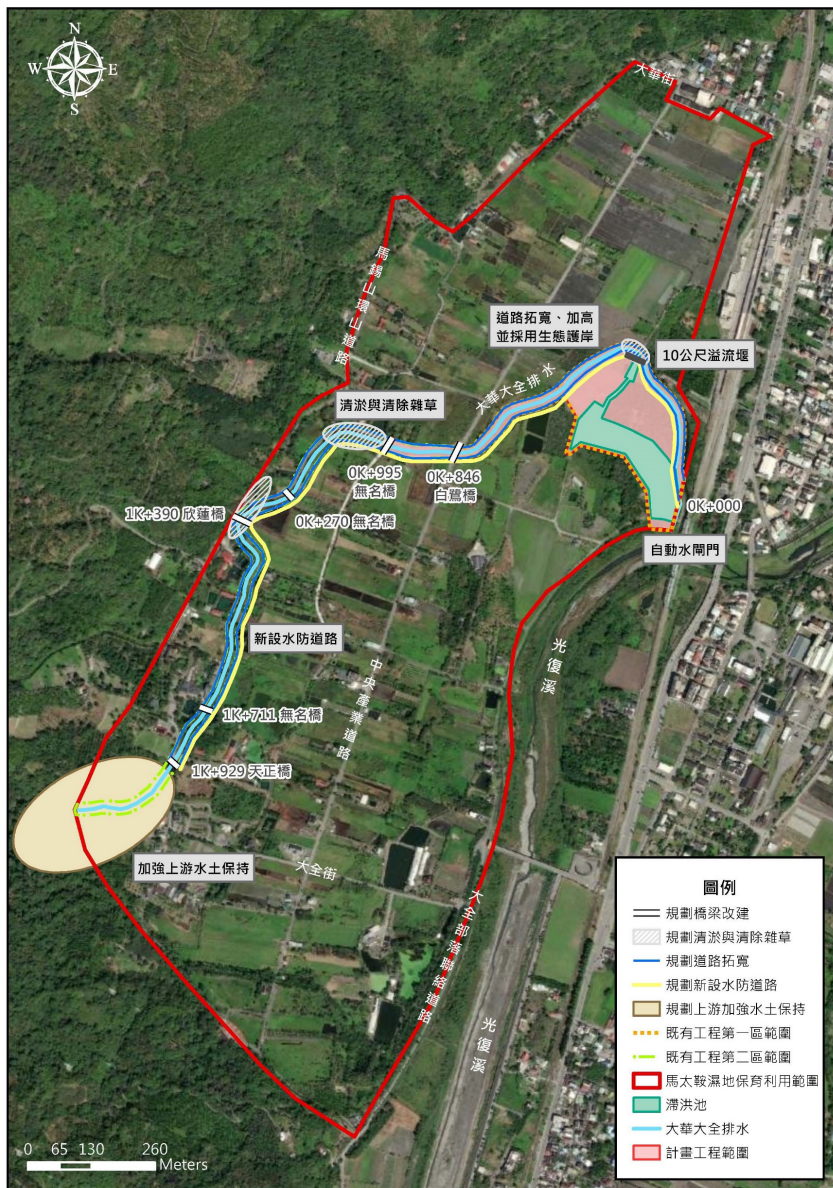 N
W E
S
大華街
馬錫山環山道路
道路拓寬、加高
並採用生態護岸
10公尺溢流堰
大華大全排水
清淤與清除雜草
0K+995
無名橋
0K+846
白鷺橋
0K+000
1K+390 欣蓮橋
0K+270 無名橋
自動水閘門
新設水防道路
光復溪
中央產業道路
1K+711 無名橋
1K+929 天正橋
加強上游水土保持
大全街
大全部落聯絡道路
光復溪
圖例
規劃橋梁改建
規劃清淤與清除雜草
規劃道路拓寬
規劃新設水防道路
規劃上游加強水土保持
既有工程第一區範圍
既有工程第二區範圍
馬太鞍濕地保育利用範圍
滯洪池
大華大全排水
計畫工程範圍
0 65 130 260
Meters